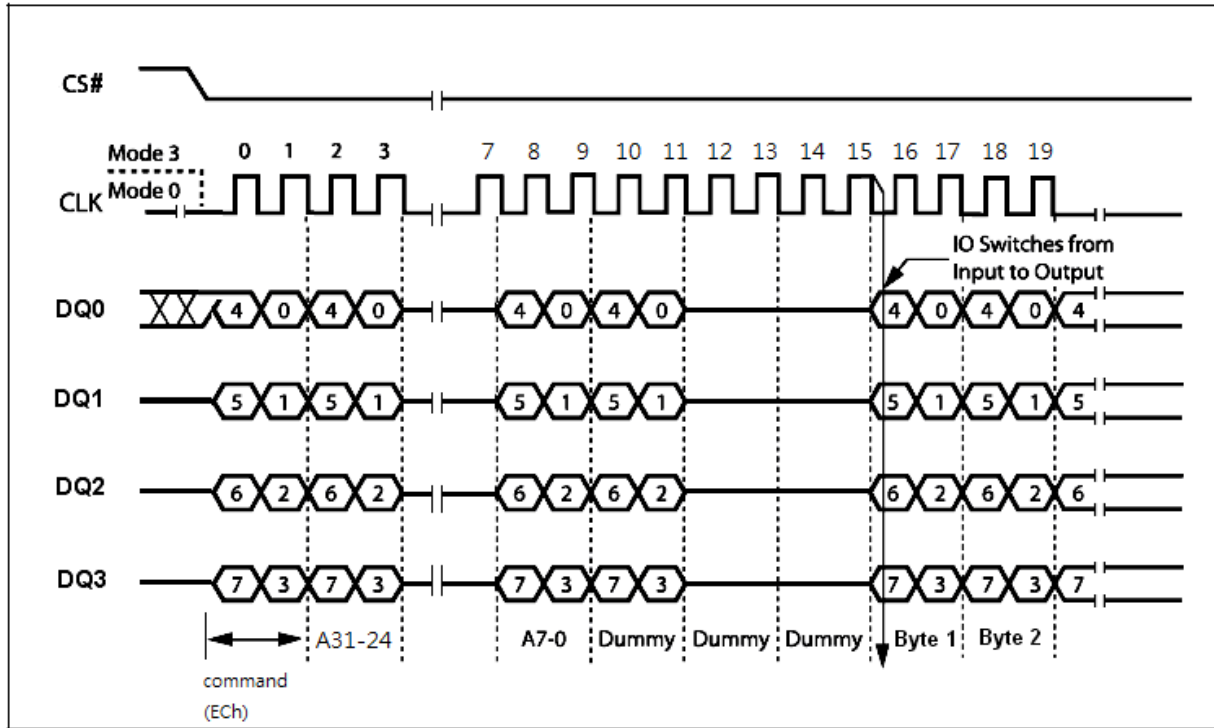 CS#
Mode 3 0 1 2 3 7 8 9 10 11 12 13 14 15 16 17 18 19
Mode 0
CLK
IO Switches from
Input to Output
DQ0 4 0 4 0 4 0 4 0 4 0 4 0 4
DQ1 5 1 5 1 5 1 5 1 5 1 5 1 5
DQ2 6 2 6 2 6 2 6 2 6 2 6 2 6
DQ3 7 3 7 3 7 3 7 3 7 3 7 3 7
A31-24 A7-0 Dummy Dummy Dummy Byte 1 Byte 2
command
(ECh)